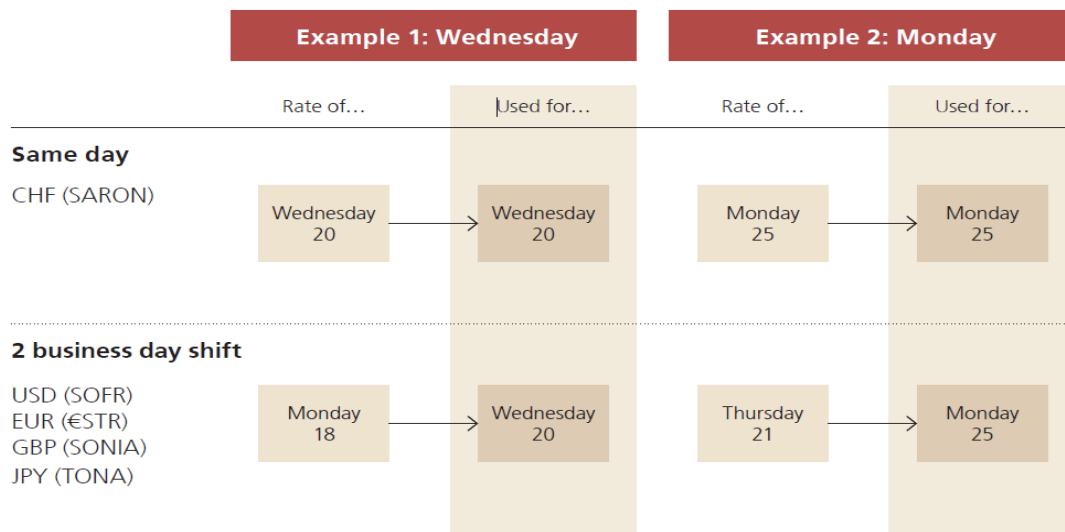 Example 1: Wednesday
Example 2: Monday
Rate of…
Used for…
Rate of…
Used for…
Same day
CHF (SARON)
Wednesday
20
Wednesday
20
Monday
25
Monday
25
2 business day shift
USD (SOFR)
EUR (€STR)
GBP (SONIA)
JPY (TONA)
Monday
18
Wednesday
20
Thursday
21
Monday
25